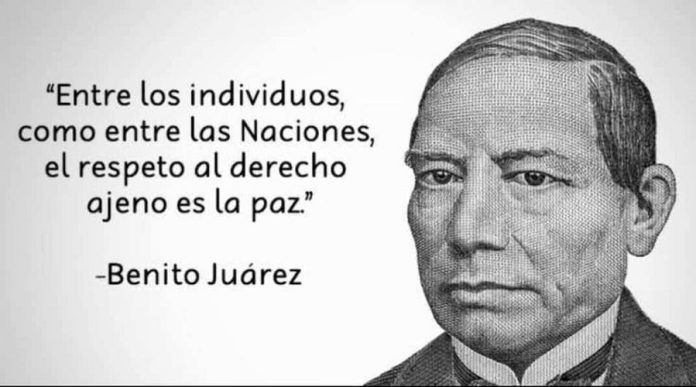 “Entre los individuos,
como entre las Naciones,
el respeto al derecho
ajeno es la paz.”
-Benito Juárez